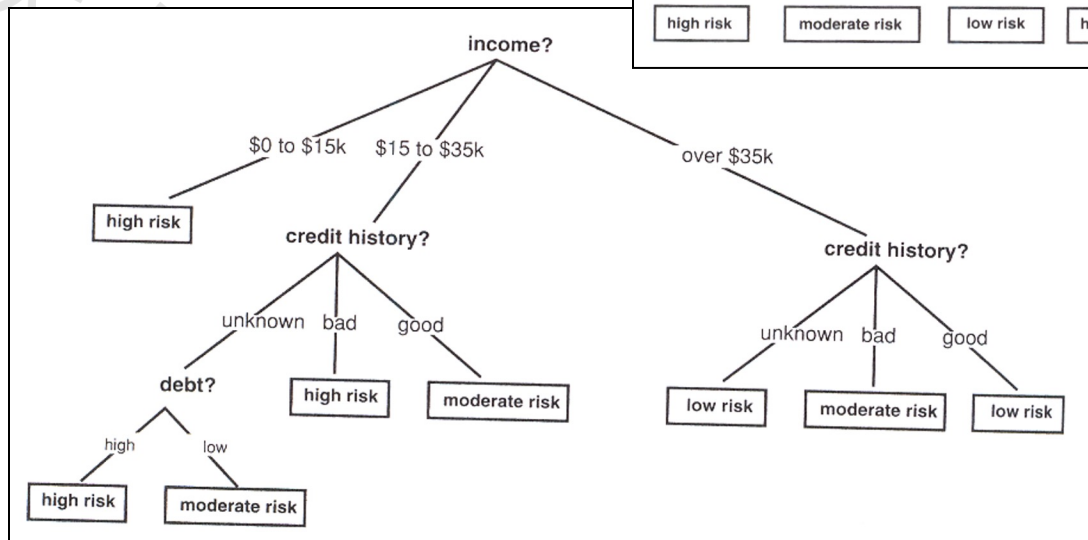 high risk moderate risk low risk
income?
$0 to $15k $15 to $35k over $35k
high risk
credit history? credit history?
unknown bad good unknown bad good
debt? high risk moderate risk low risk moderate risk low risk
high low
high risk moderate risk